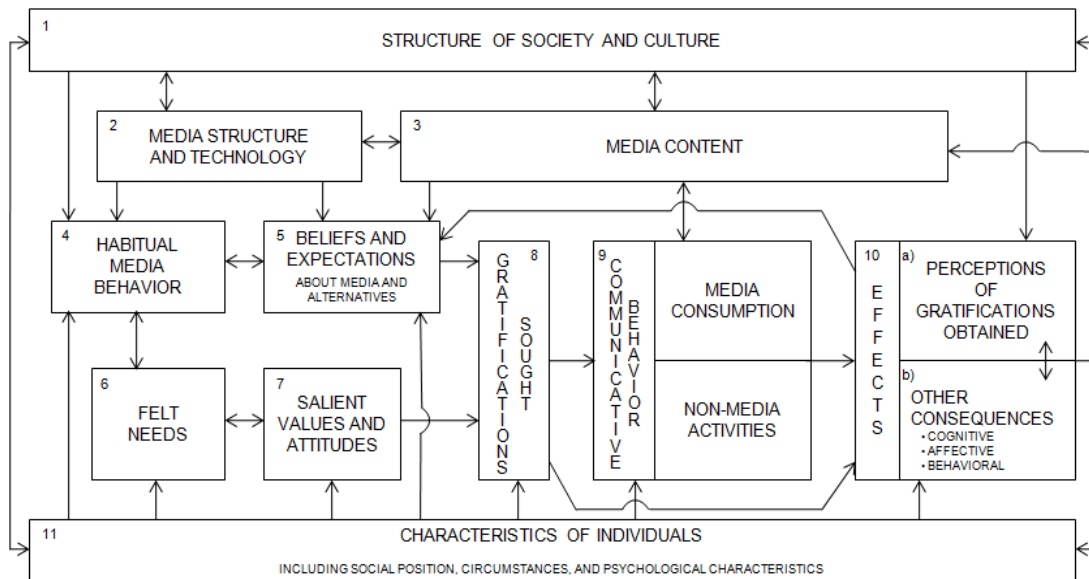 1
STRUCTURE OF SOCIETY AND CULTURE
2
MEDIA STRUCTURE
AND TECHNOLOGY
3
MEDIA CONTENT
4
HABITUAL
MEDIA
BEHAVIOR
5
BELIEFS AND
EXPECTATIONS
ABOUT MEDIA AND
ALTERNATIVES
6
FELT
NEEDS
7
SALIENT
VALUES AND
ATTITUDES
8
GRATIFICATIONS
SOUGHT
9
COMMUNICATIVE
BEHAVIOR
MEDIA
CONSUMPTION
NON-MEDIA
ACTIVITIES
10
EFFECTS
a)
PERCEPTIONS
OF
GRATIFICATIONS
OBTAINED
b)
OTHER
CONSEQUENCES
• COGNITIVE
• AFFECTIVE
• BEHAVIORAL
11
CHARACTERISTICS OF INDIVIDUALS
INCLUDING SOCIAL POSITION, CIRCUMSTANCES, AND PSYCHOLOGICAL CHARACTERISTICS